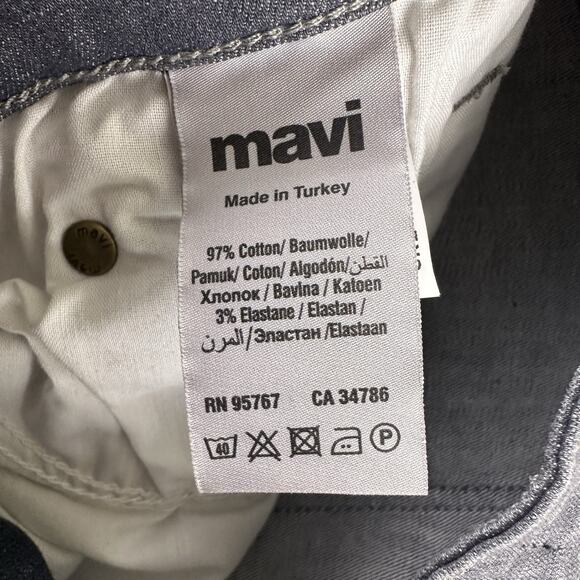 mavi
Made in Turkey
97% Cotton/ Baumwolle/
Pamuk/ Coton/ Algodón/القطن/
Хлопок / Bavlna / Katoen
3% Elastane / Elastan /
المرن/Эластан /Elastaan
RN 95767 CA 34786
40 P
mavi